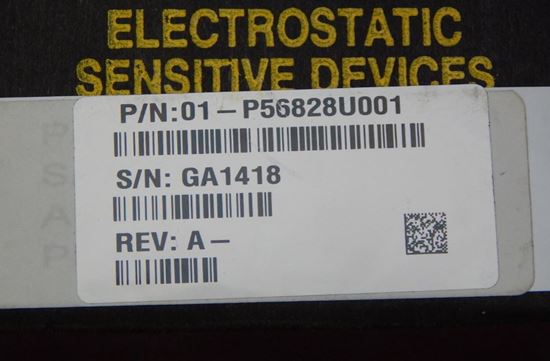 ELECTROSTATIC
SENSITIVE DEVICES
P/N:01-P56828U001
S/N: GA1418
REV: A-